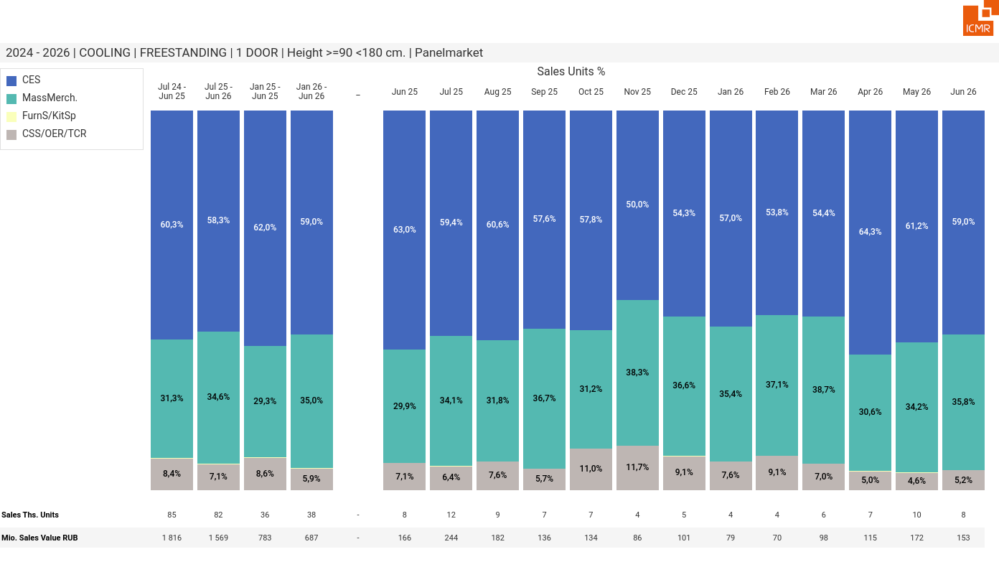 ICMR
2024 - 2026 | COOLING | FREESTANDING | 1 DOOR | Height >=90 <180 cm. | Panelmarket
CES
MassMerch.
FurnS/KitSp
CSS/OER/TCR
Sales Units %
Jul 24 -
Jun 25
Jul 25 -
Jun 26
Jan 25 -
Jun 25
Jan 26 -
Jun 26
_
Jun 25
Jul 25
Aug 25
Sep 25
Oct 25
Nov 25
Dec 25
Jan 26
Feb 26
Mar 26
Apr 26
May 26
Jun 26
60,3% 58,3% 62,0% 59,0% 63,0% 59,4% 60,6% 57,6% 57,8% 50,0% 54,3% 57,0% 53,8% 54,4% 64,3% 61,2% 59,0%
31,3% 34,6% 29,3% 35,0% 29,9% 34,1% 31,8% 36,7% 31,2% 38,3% 36,6% 35,4% 37,1% 38,7% 30,6% 34,2% 35,8%
8,4% 7,1% 8,6% 5,9% 7,1% 6,4% 7,6% 5,7% 11,0% 11,7% 9,1% 7,6% 9,1% 7,0% 5,0% 4,6% 5,2%
Sales Ths. Units 85 82 36 38 - 8 12 9 7 7 4 5 4 4 6 7 10 8
Mio. Sales Value RUB 1 816 1 569 783 687 - 166 244 182 136 134 86 101 79 70 98 115 172 153